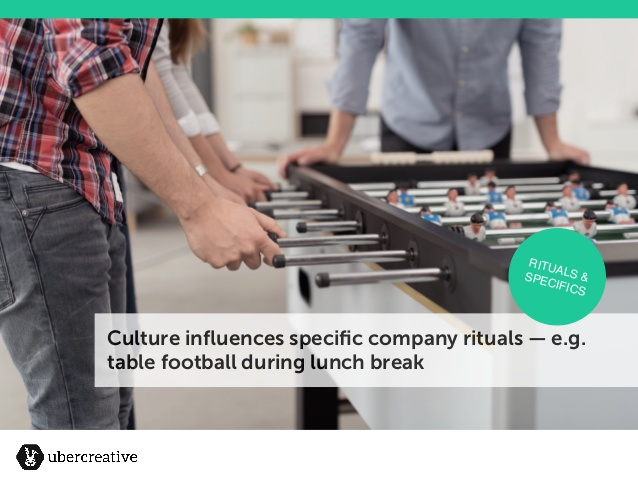 RITUALS &
SPECIFICS
Culture influences specific company rituals — e.g.
table football during lunch break
ubercreative